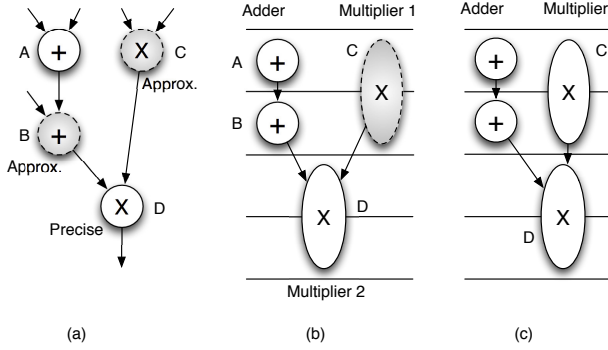 A
+
X
C
Approx.
B
+
Approx.
X
D
Precise
(a)
Adder
Multiplier 1
A
+
C
X
B
+
X
D
Multiplier 2
(b)
Adder
Multiplier
+
C
X
+
X
D
(c)